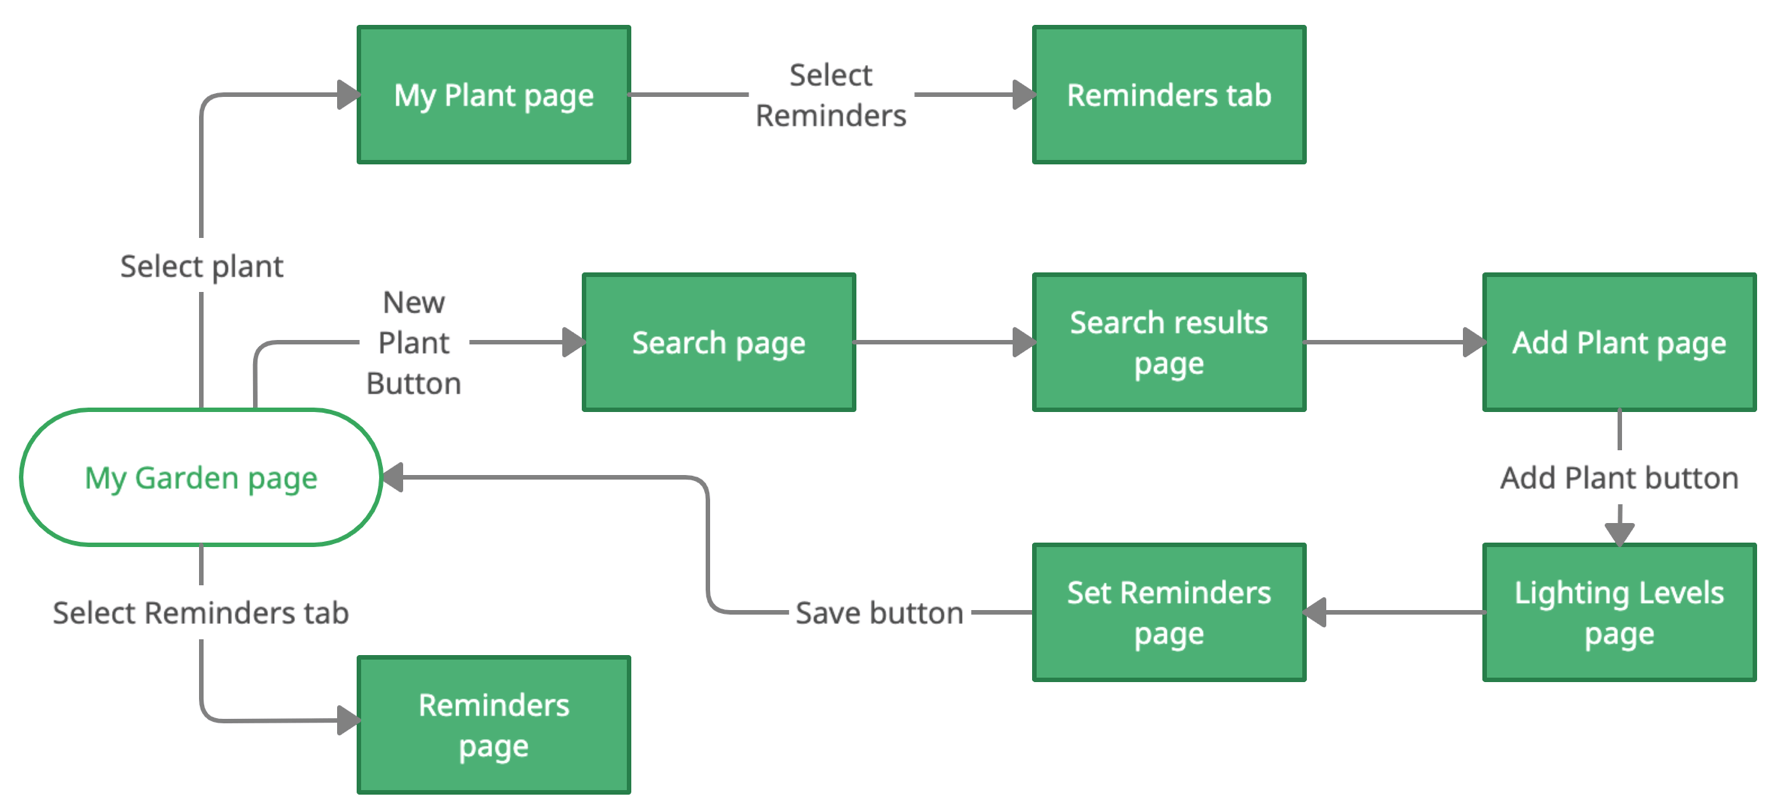 My Plant page
Select
Reminders
Reminders tab
Select plant
New
Plant
Button
Search page
Search results
page
Add Plant page
My Garden page
Add Plant button
Select Reminders tab
Save button
Set Reminders
page
Lighting Levels
page
Reminders
page